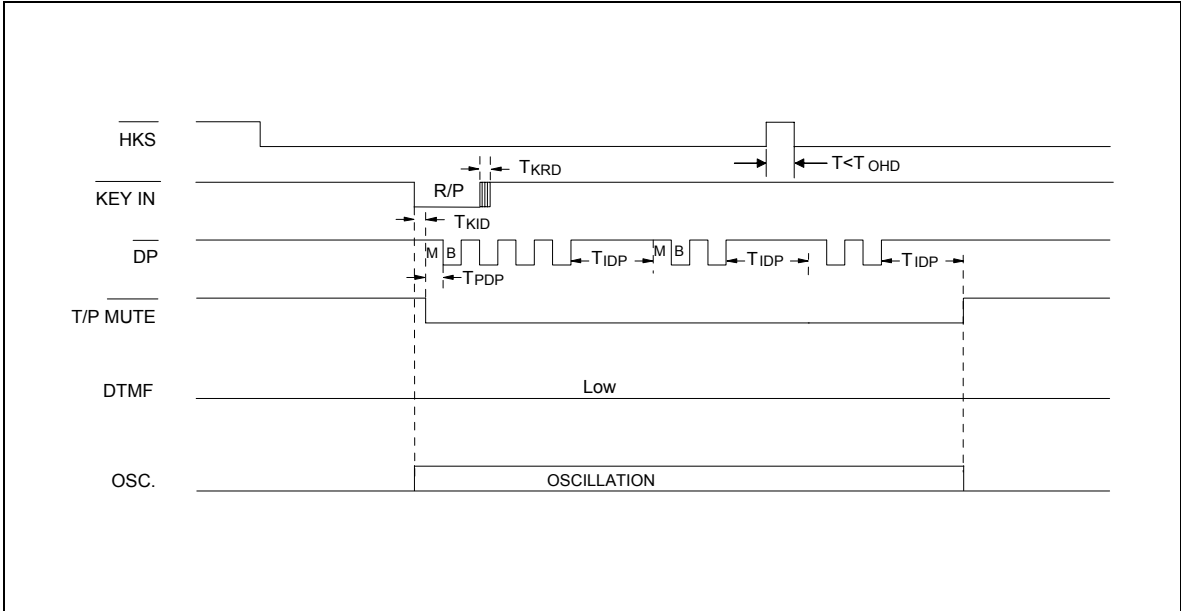 HKS
T<TOHD
TKRD
KEY IN
R/P
TKID
DP
M B
TIDP
M B
TIDP
TIDP
TPDP
T/P MUTE
DTMF
Low
OSC.
OSCILLATION